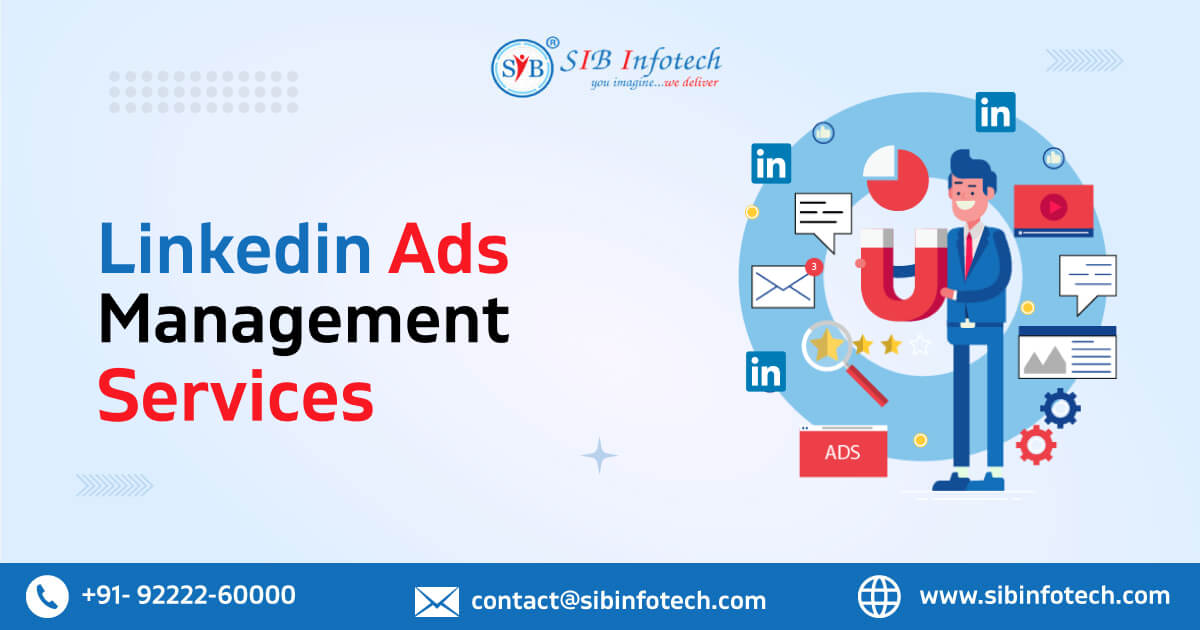 SIB
®
SIB Infotech
you imagine...we deliver
Linkedin Ads
Management
Services
in
in
3
in
ADS
+91- 92222-60000
contact@sibinfotech.com
www.sibinfotech.com